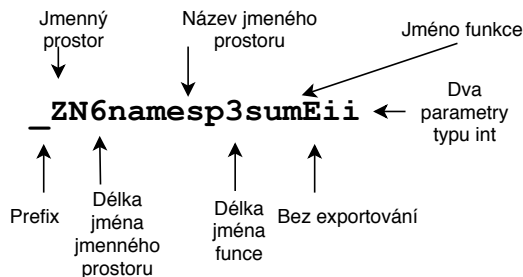 Jmenný
prostor
Název jmeného
prostoru
Jméno funkce
_ZN6namesp3sumEii
Dva
parametry
typu int
Prefix
Délka
jména
jmenného
prostoru
Délka
jména
funce
Bez exportování